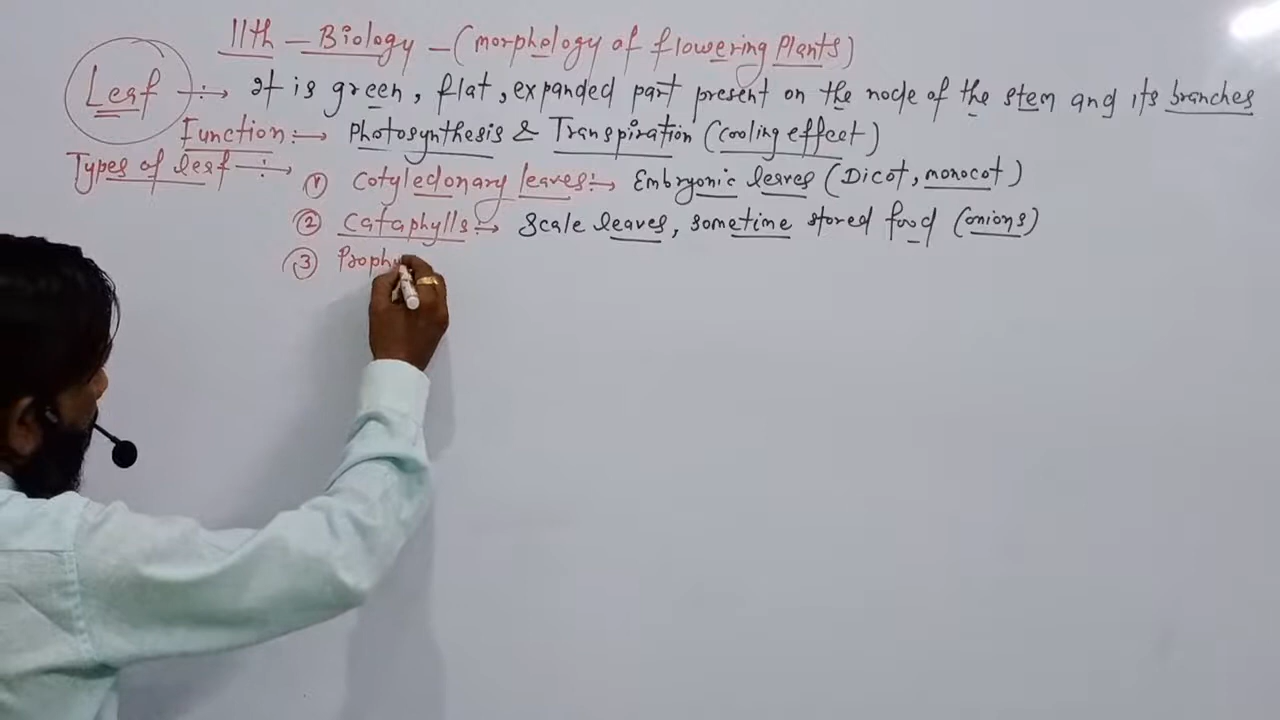 11th - Biology - (morphology of flowering Plants)
Leaf :→ It is green, flat, expanded part present on the node of the stem and its branches
Function :→ Photosynthesis & Transpiration (cooling effect)
Types of leaf :→ ① Cotyledonary leaves :→ Embryonic leaves (Dicot, monocot)
② Cataphylls :→ Scale leaves, sometime stored food (onions)
③ Prophy